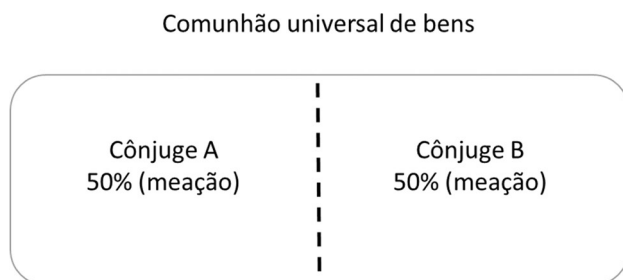 Comunhão universal de bens
Cônjuge A
50% (meação)
Cônjuge B
50% (meação)